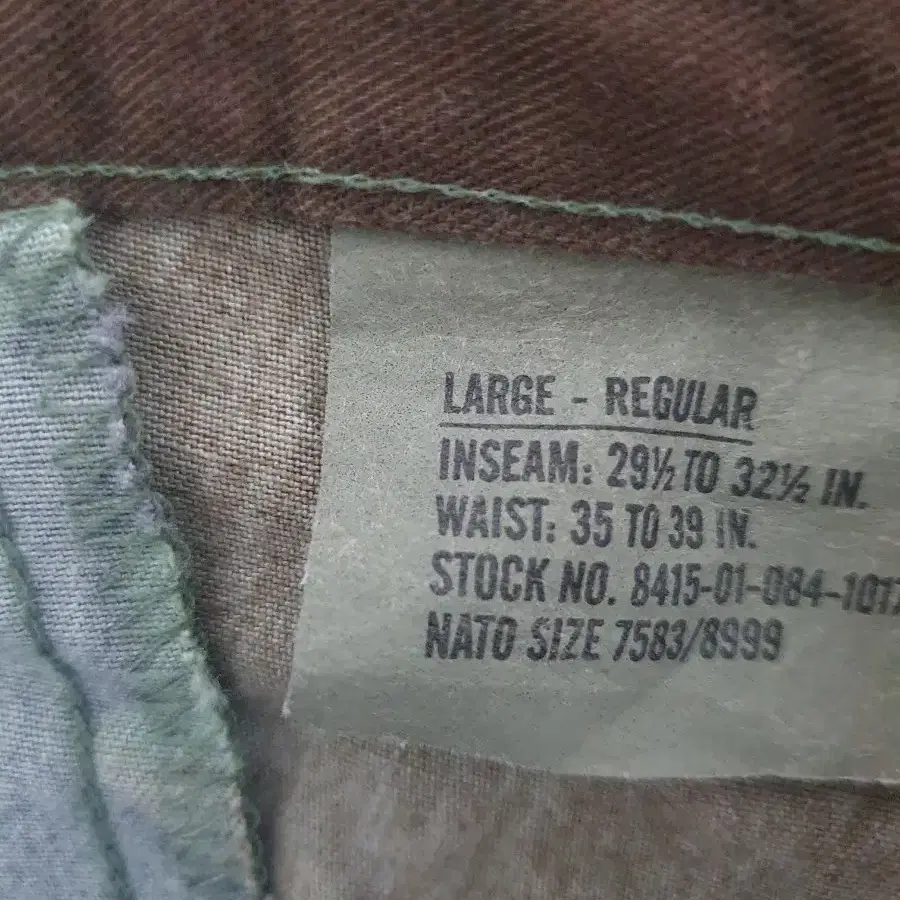 LARGE - REGULAR
INSEAM: 29½ TO 32½ IN.
WAIST: 35 TO 39 IN.
STOCK NO. 8415-01-084-1017
NATO SIZE 7583/8999